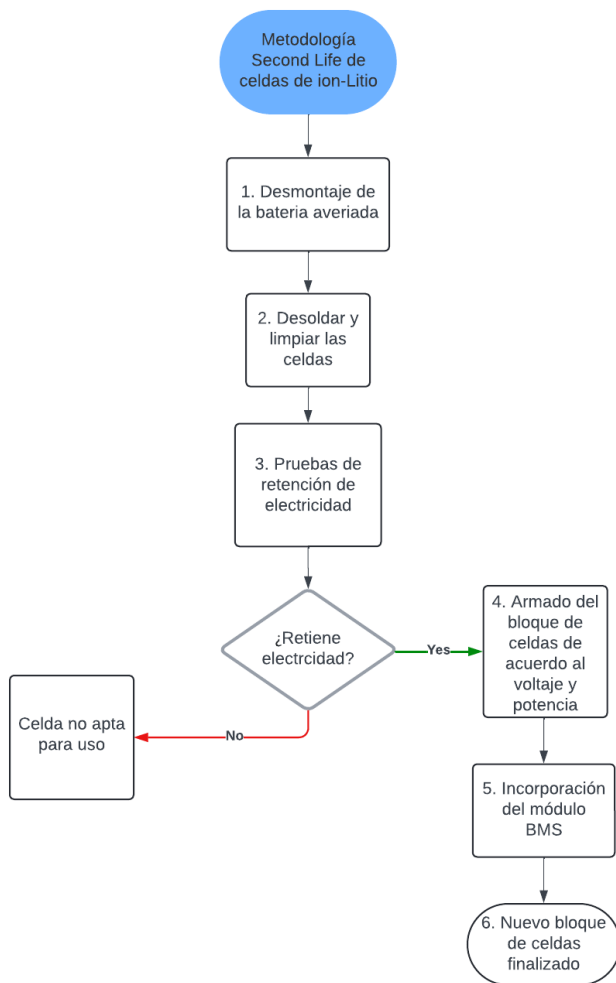 Metodología
Second Life de
celdas de ion-Litio
1. Desmontaje de
la bateria averiada
2. Desoldar y
limpiar las
celdas
3. Pruebas de
retención de
electricidad
¿Retiene
electrcidad?
Yes
4. Armado del
bloque de
celdas de
acuerdo al
voltaje y
potencia
No
Celda no apta
para uso
5. Incorporación
del módulo
BMS
6. Nuevo bloque
de celdas
finalizado